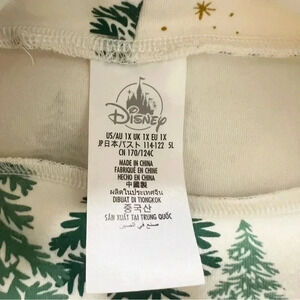 Disney
US/AU 1X UK 1X EU 1X
JP日本バスト 114-122 5L
CN 170/124C
MADE IN CHINA
FABRIQUÉ EN CHINE
HECHO EN CHINA
中國製
ผลิตในประเทศจีน
DIBUAT DI TIONGKOK
중국산
SẢN XUẤT TẠI TRUNG QUỐC
صنع في الصين